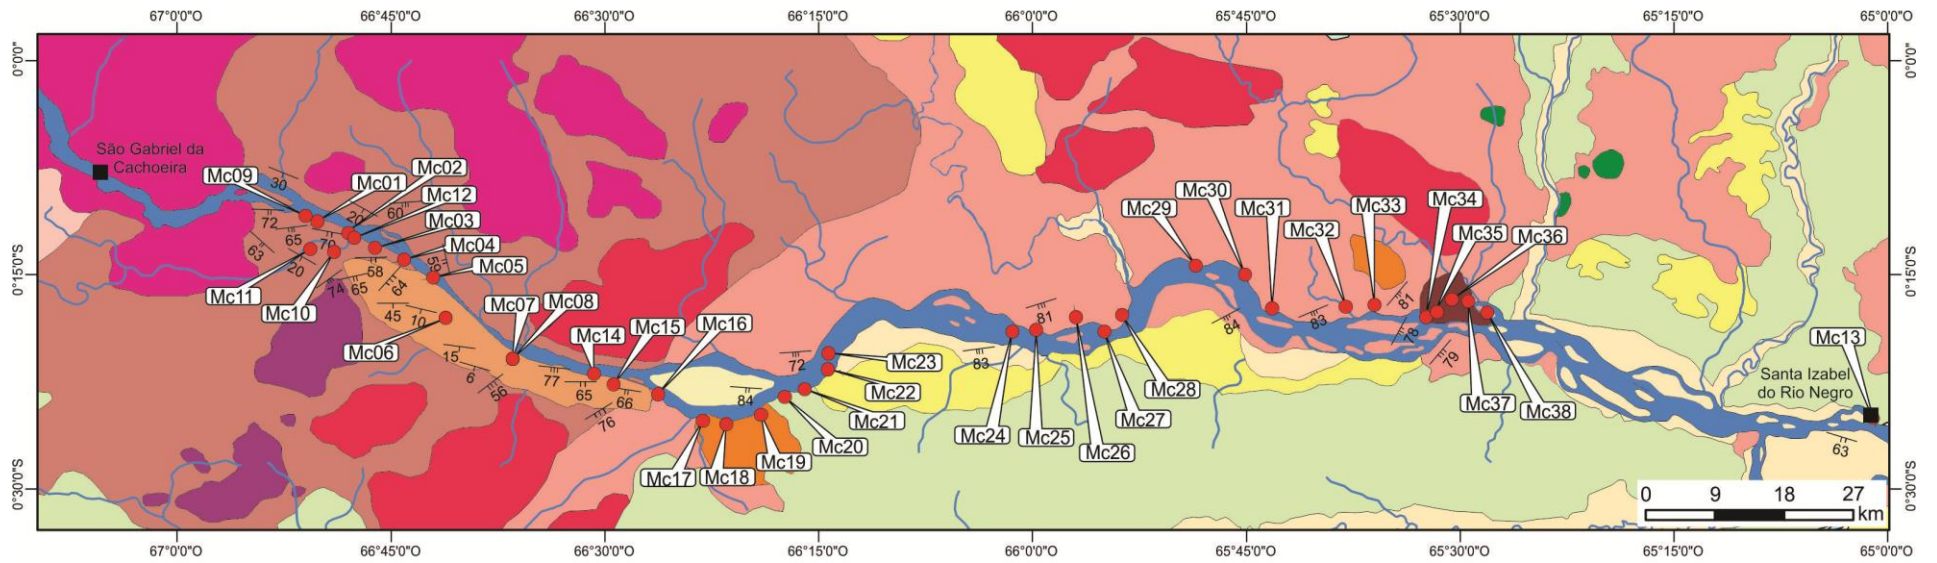 67°0'0"O 66°45'0"O 66°30'0"O 66°15'0"O 66°0'0"O 65°45'0"O 65°30'0"O 65°15'0"O 65°0'0"O
0°0'0" 0°0'0"
São Gabriel da
Cachoeira
Mc09
Mc01
Mc02
Mc12
Mc03
Mc04
Mc05
Mc11
Mc10
Mc06
Mc07
Mc08
Mc14
Mc15
Mc16
Mc17
Mc18
Mc19
Mc20
Mc21
Mc22
Mc23
Mc24
Mc25
Mc26
Mc27
Mc28
Mc29
Mc30
Mc31
Mc32
Mc33
Mc34
Mc35
Mc36
Mc37
Mc38
Mc13
Santa Izabel
do Rio Negro
30
72
65
63
20
20
60
70
58
59
74
65
64
45
10
15
6
56
77
65
66
76
84
72
83
81
84
83
81
78
79
63
0°15'0"S 0°15'0"S
0°30'0"S 0°30'0"S
0 9 18 27
km
67°0'0"O 66°45'0"O 66°30'0"O 66°15'0"O 66°0'0"O 65°45'0"O 65°30'0"O 65°15'0"O 65°0'0"O